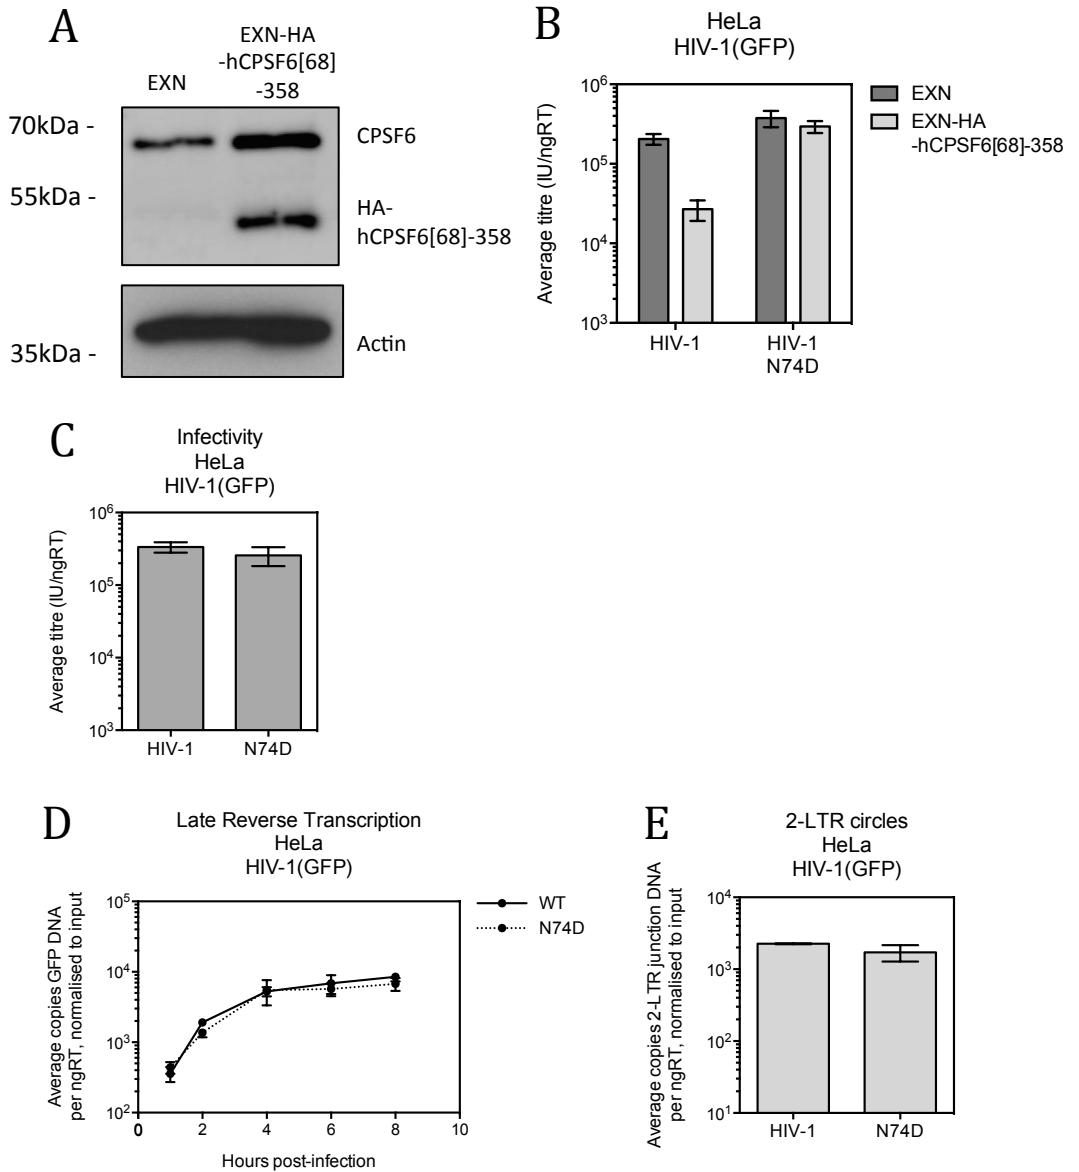 A
EXN
EXN-HA
-hCPSF6[68]
-358
70kDa -
55kDa -
35kDa -
CPSF6
HA-
hCPSF6[68]-358
Actin
B
HeLa
HIV-1(GFP)
Average titre (IU/ngRT)
10⁶
10⁵
10⁴
10³
HIV-1
HIV-1
N74D
EXN
EXN-HA
-hCPSF6[68]-358
C
Infectivity
HeLa
HIV-1(GFP)
Average titre (IU/ngRT)
10⁶
10⁵
10⁴
10³
HIV-1
N74D
D
Late Reverse Transcription
HeLa
HIV-1(GFP)
Average copies GFP DNA
per ngRT, normalised to input
10⁵
10⁴
10³
10²
0 2 4 6 8 10
Hours post-infection
WT
N74D
E
2-LTR circles
HeLa
HIV-1(GFP)
Average copies 2-LTR junction DNA
per ngRT, normalised to input
10⁴
10³
10²
10¹
HIV-1
N74D